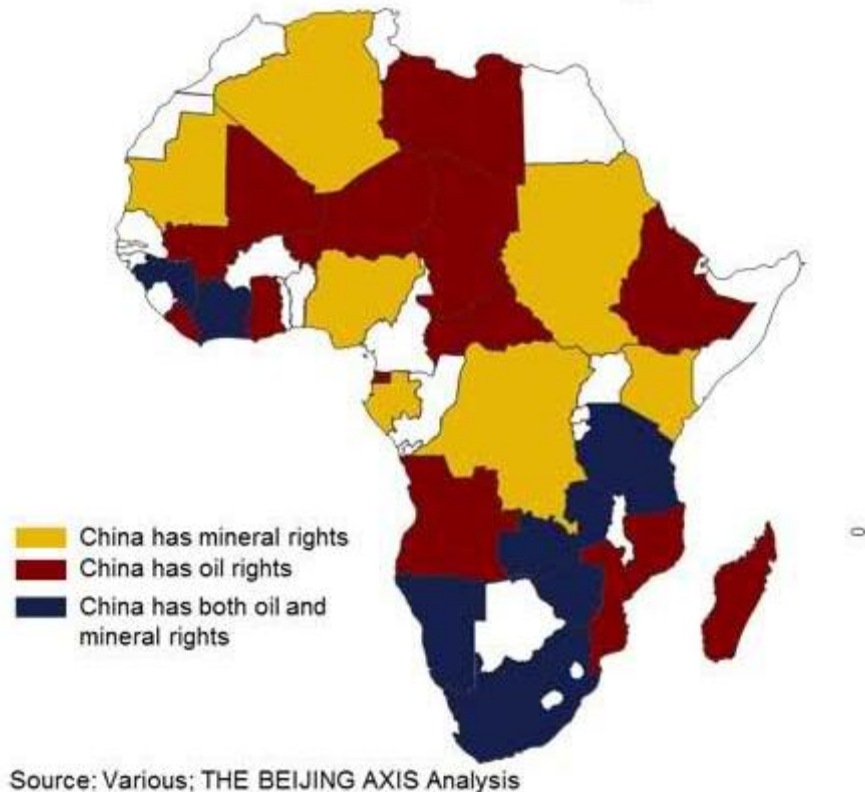 China has mineral rights
China has oil rights
China has both oil and
mineral rights
0
Source: Various; THE BEIJING AXIS Analysis